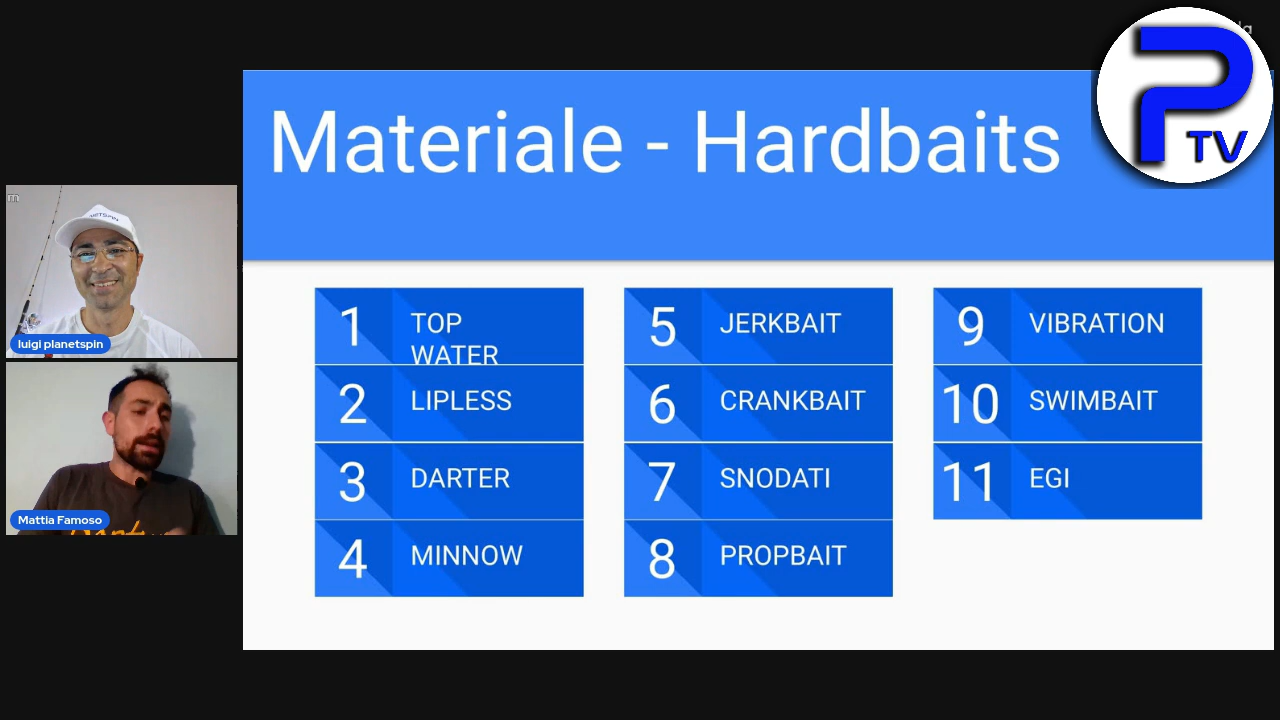 Materiale - Hardbaits
P
TV
m
luigi planetspin
Mattia Famoso
1 TOP
WATER
2 LIPLESS
3 DARTER
4 MINNOW
5 JERKBAIT
6 CRANKBAIT
7 SNODATI
8 PROPBAIT
9 VIBRATION
10 SWIMBAIT
11 EGI